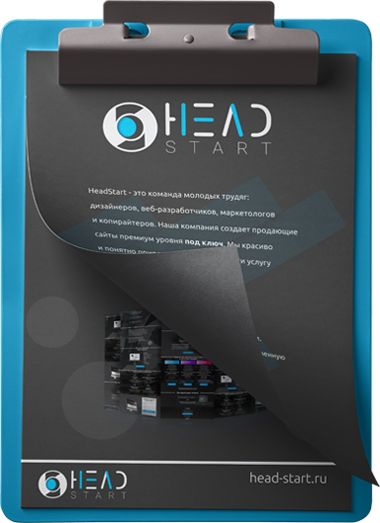 HEAD
START
HeadStart - это команда молодых трудяг:
дизайнеров, веб-разработчиков, маркетологов
и копирайтеров. Наша компания создает продающие
сайты премиум уровня под ключ. Мы красиво
и понятно
и услугу
HEAD
START
head-start.ru